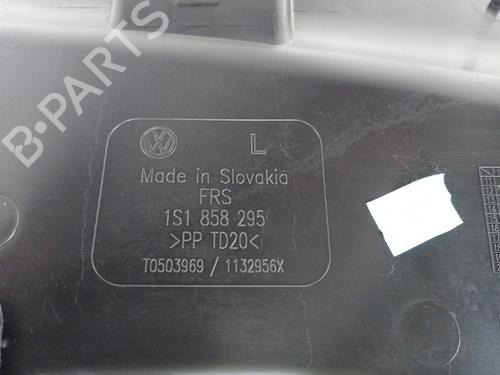 B-PARTS
L
Made in Slovakia
FRS
1S1 858 295
>PP TD20<
T0503969 / 1132956X